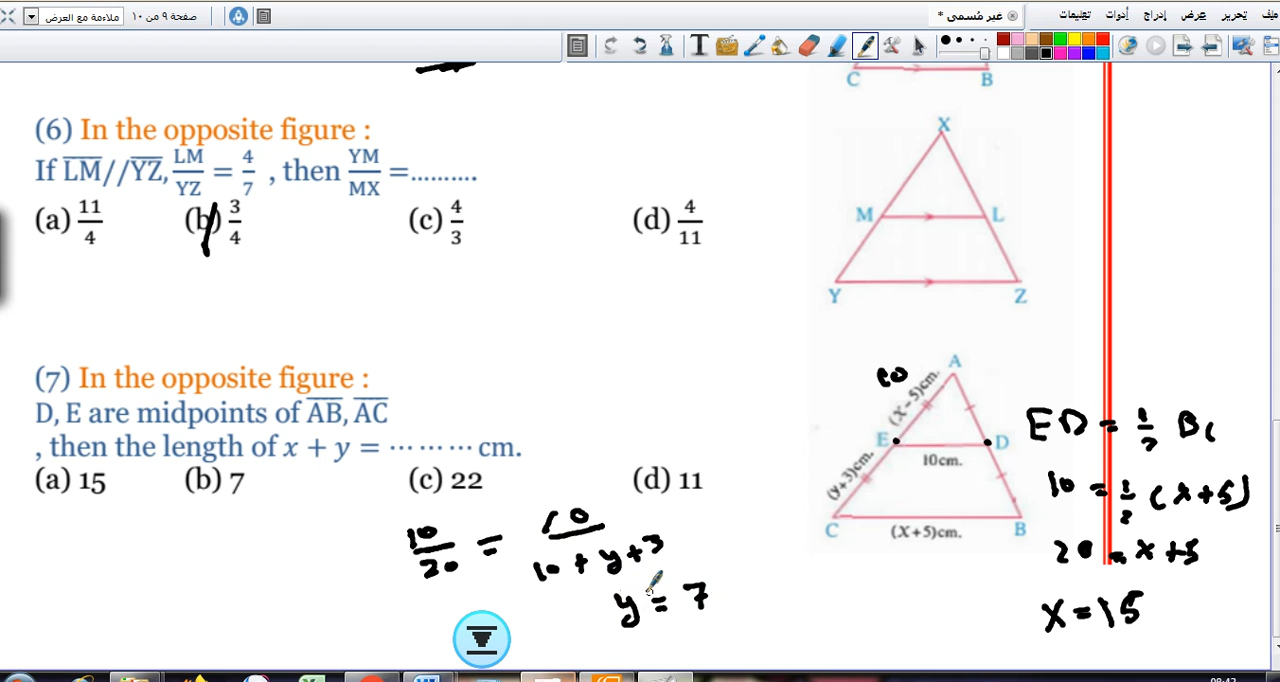 ملف تحرير عرض إدراج أدوات تعليمات
غير مُسمى *
صفحة ٩ من ١٠
ملاءمة مع العرض
C B
(6) In the opposite figure :
If LM//YZ, LM/YZ = 4/7 , then YM/MX =..........
(a) 11/4 (b) 3/4 (c) 4/3 (d) 4/11
X
M L
Y Z
(7) In the opposite figure :
D, E are midpoints of AB, AC
, then the length of x + y = ⋯ ⋯ ⋯ cm.
(a) 15 (b) 7 (c) 22 (d) 11
A
10
(X−5)cm.
E D
10cm.
(y+3)cm.
C B
(X+5)cm.
ED = 1/2 BC
10 = 1/2 (x+5)
20 = x+5
x=15
10/20 = 10/10+y+3
y = 7